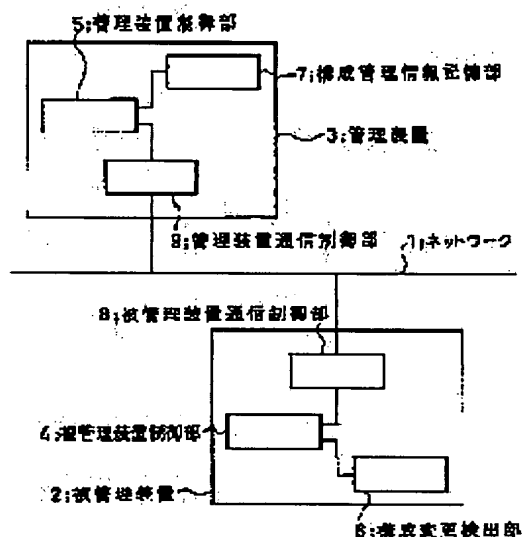 5;管理装置制御部
7;構成管理情報記憶部
3;管理装置
9;管理装置通信制御部
1;ネットワーク
8;被管理装置通信制御部
4;被管理装置制御部
2;被管理装置
6;構成変更検出部